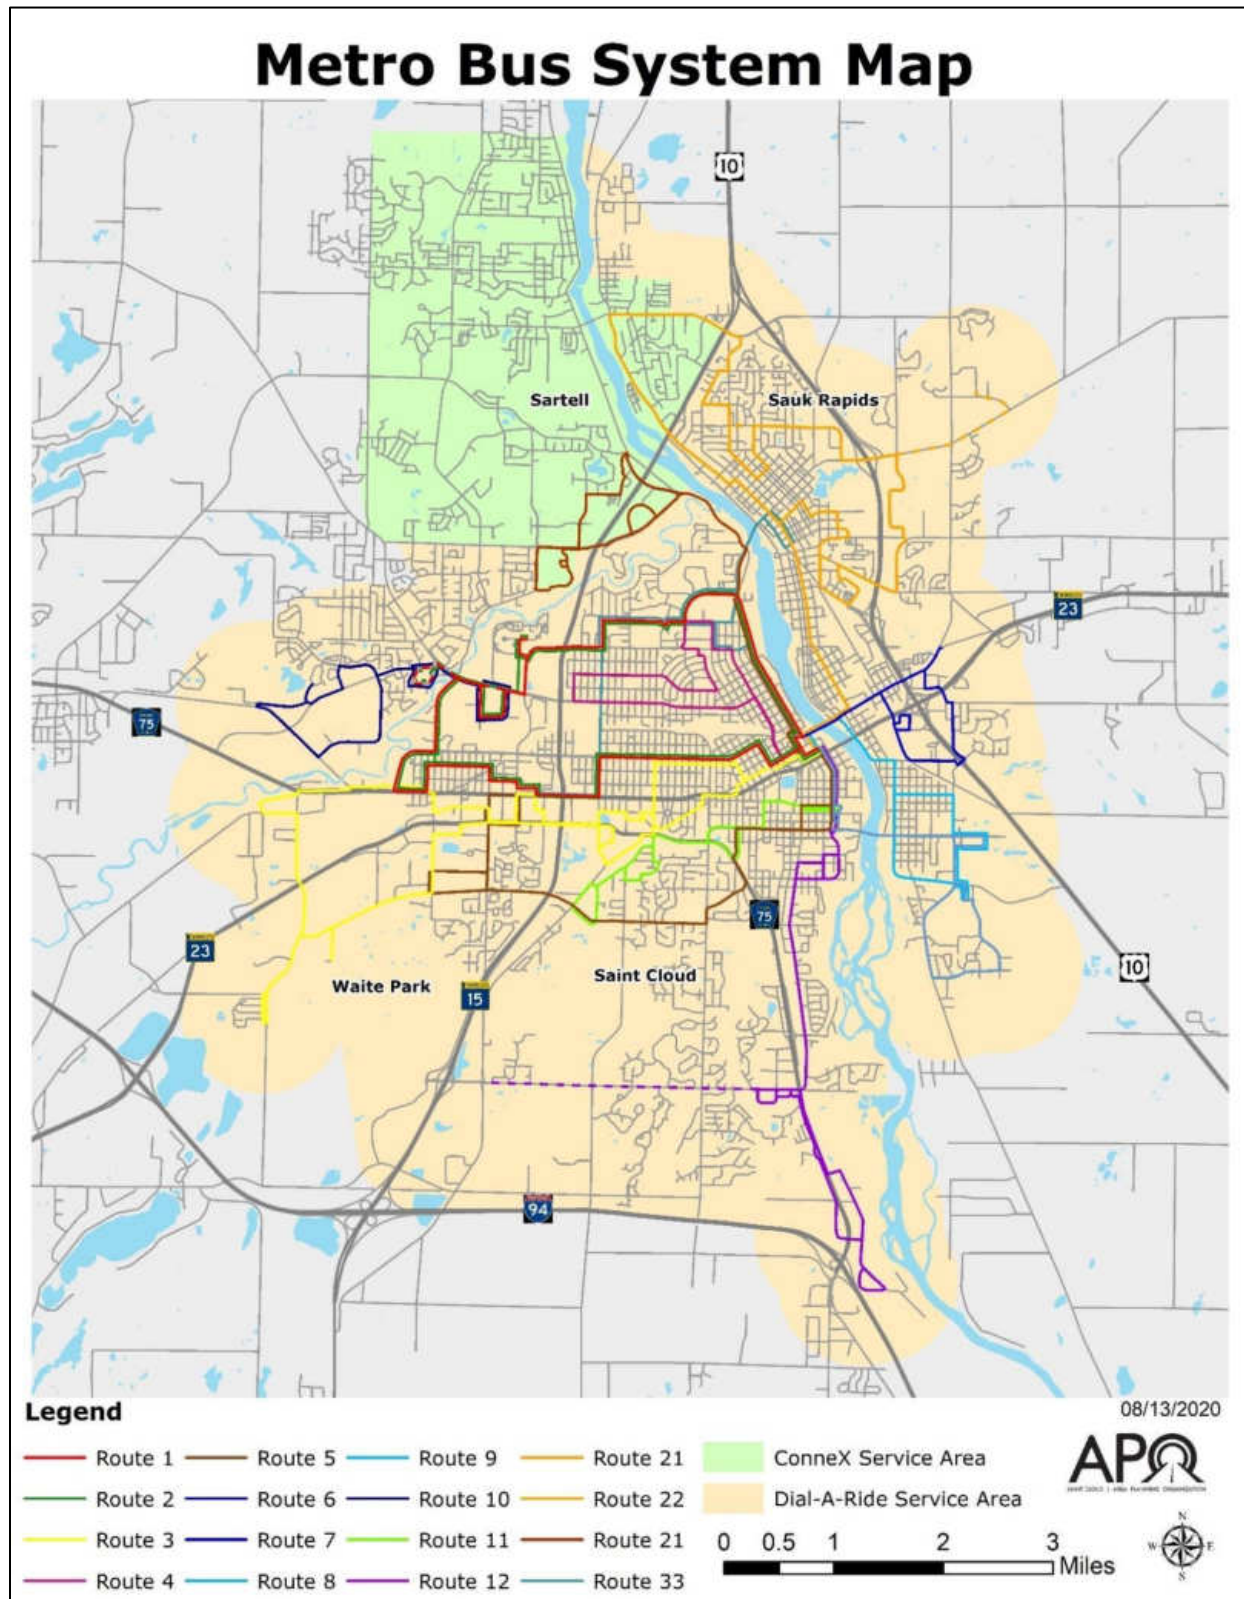 Metro Bus System Map
10
Sartell
Sauk Rapids
23
75
75
23
10
Waite Park
Saint Cloud
15
94
Legend
08/13/2020
Route 1
Route 5
Route 9
Route 21
ConneX Service Area
Route 2
Route 6
Route 10
Route 22
Dial-A-Ride Service Area
Route 3
Route 7
Route 11
Route 21
Route 4
Route 8
Route 12
Route 33
0 0.5 1 2 3
Miles
APO
N
W E
S